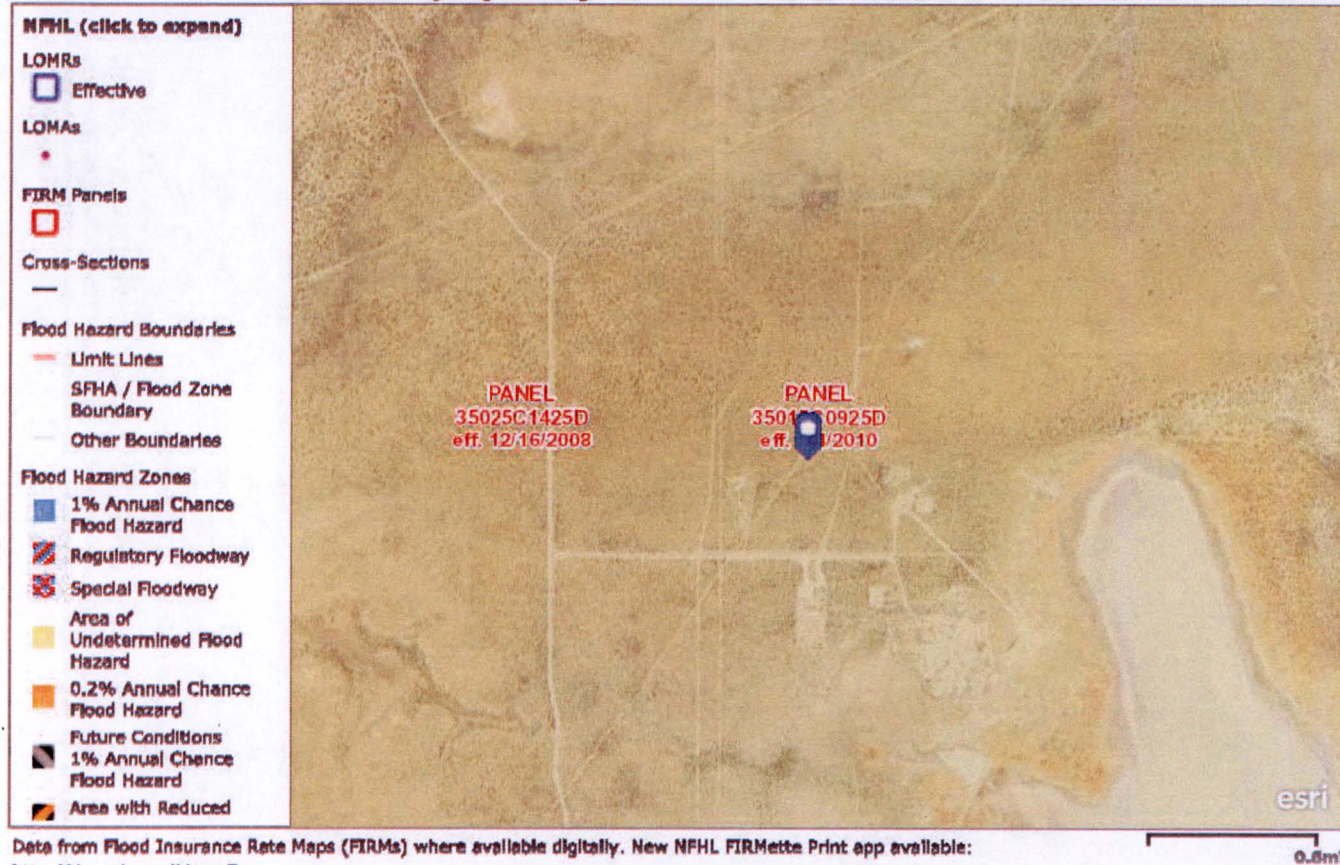 NFHL (click to expand)
LOMRs
Effective
LOMAs
FIRM Panels
Cross-Sections
Flood Hazard Boundaries
Limit Lines
SFHA / Flood Zone
Boundary
Other Boundaries
Flood Hazard Zones
1% Annual Chance
Flood Hazard
Regulatory Floodway
Special Floodway
Area of
Undetermined Flood
Hazard
0.2% Annual Chance
Flood Hazard
Future Conditions
1% Annual Chance
Flood Hazard
Area with Reduced
PANEL
35025C1425D
eff. 12/16/2008
PANEL
eff.
esri
Data from Flood Insurance Rate Maps (FIRMs) where available digitally. New NFHL FIRMette Print app available: